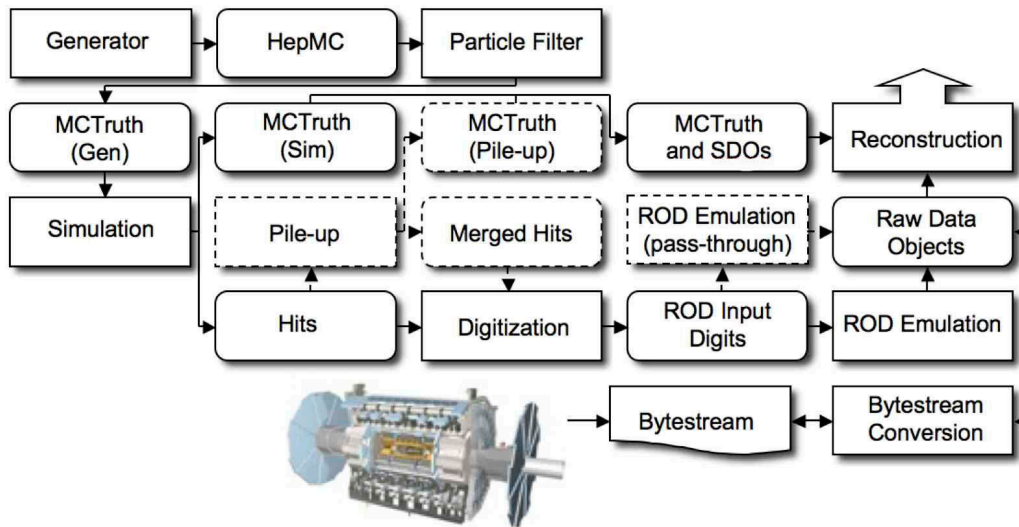 Generator
HepMC
Particle Filter
MCTruth
(Gen)
MCTruth
(Sim)
MCTruth
(Pile-up)
MCTruth
and SDOs
Reconstruction
Simulation
Pile-up
Merged Hits
ROD Emulation
(pass-through)
Raw Data
Objects
Hits
Digitization
ROD Input
Digits
ROD Emulation
Bytestream
Bytestream
Conversion